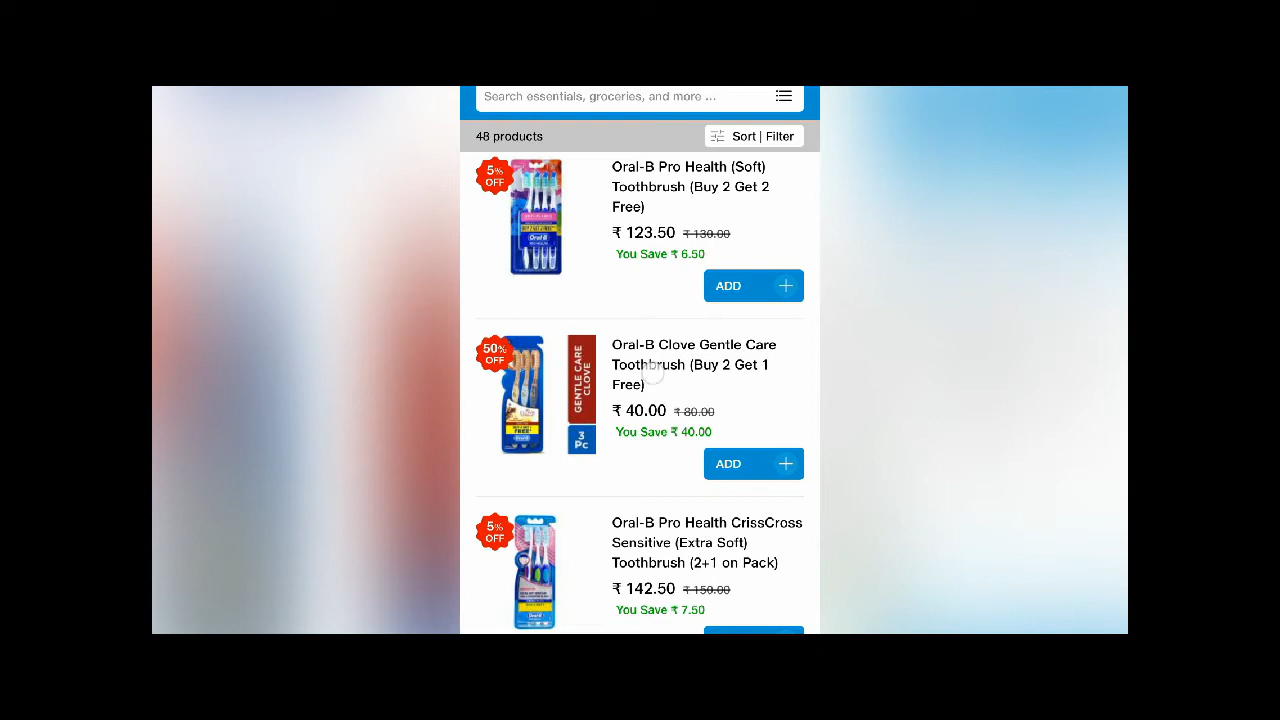 Search essentials, groceries, and more ...
48 products
Sort | Filter
5%
OFF
Oral-B Pro Health (Soft)
Toothbrush (Buy 2 Get 2
Free)
₹ 123.50 ₹ 130.00
You Save ₹ 6.50
ADD
50%
OFF
GENTLE CARE
CLOVE
3
Pc
FREE
Oral-B
Oral-B Clove Gentle Care
Toothbrush (Buy 2 Get 1
Free)
₹ 40.00 ₹ 80.00
You Save ₹ 40.00
ADD
5%
OFF
Oral-B Pro Health CrissCross
Sensitive (Extra Soft)
Toothbrush (2+1 on Pack)
₹ 142.50 ₹ 150.00
You Save ₹ 7.50